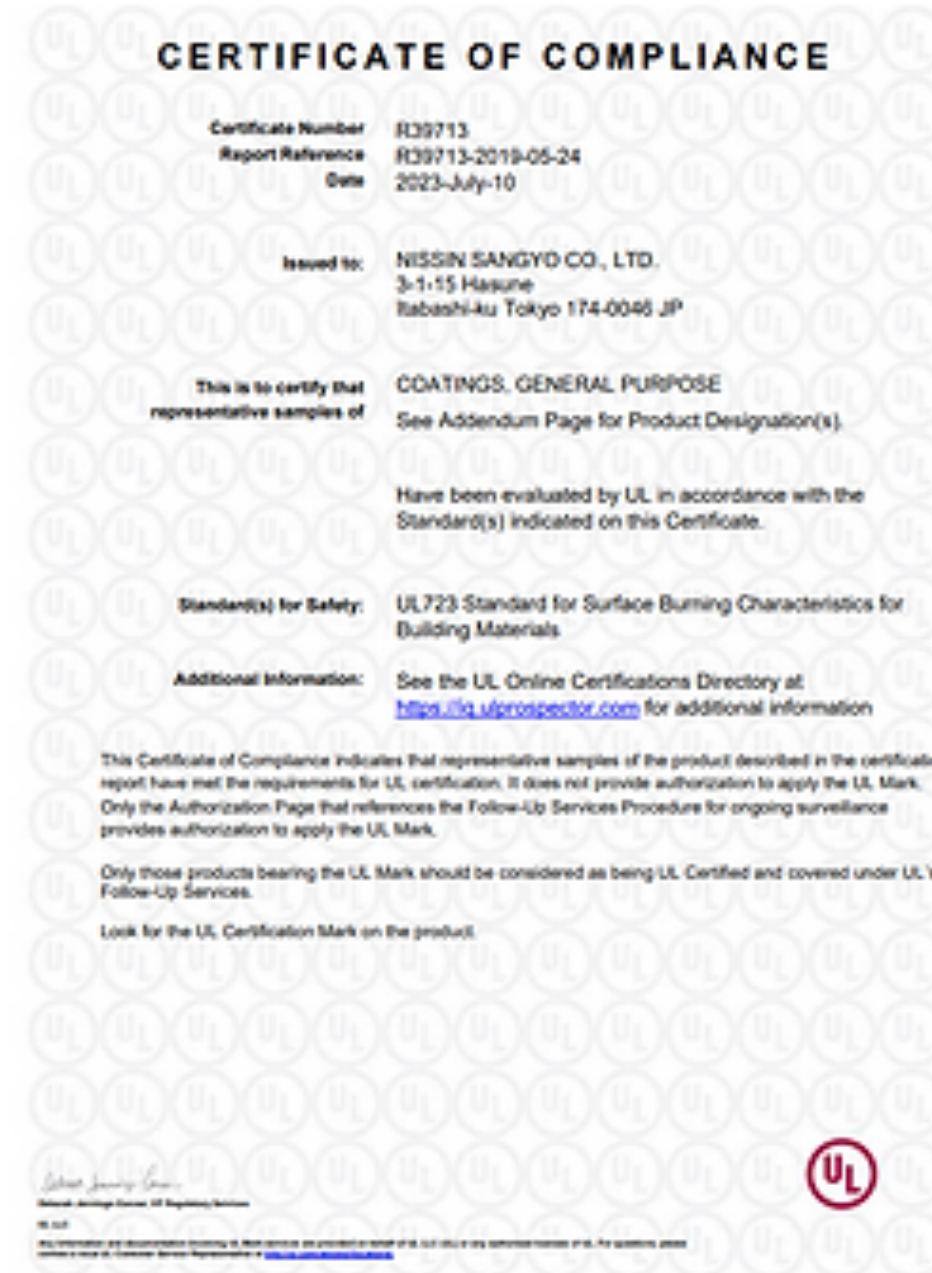 CERTIFICATE OF COMPLIANCE
Certificate Number R39713
Report Reference R39713-2019-05-24
Date 2023-July-10
Issued to: NISSIN SANGYO CO., LTD.
3-1-15 Hasune
Itabashi-ku Tokyo 174-0046 JP
This is to certify that COATINGS, GENERAL PURPOSE
representative samples of See Addendum Page for Product Designation(s).
Have been evaluated by UL in accordance with the
Standard(s) indicated on this Certificate.
Standard(s) for Safety: UL723 Standard for Surface Burning Characteristics for
Building Materials
Additional Information: See the UL Online Certifications Directory at
https://iq.ulprospector.com for additional information
This Certificate of Compliance indicates that representative samples of the product described in the certificati
report have met the requirements for UL certification. It does not provide authorization to apply the UL Mark.
Only the Authorization Page that references the Follow-Up Services Procedure for ongoing surveillance
provides authorization to apply the UL Mark.
Only those products bearing the UL Mark should be considered as being UL Certified and covered under UL's
Follow-Up Services.
Look for the UL Certification Mark on the product.
UL
UL LLC